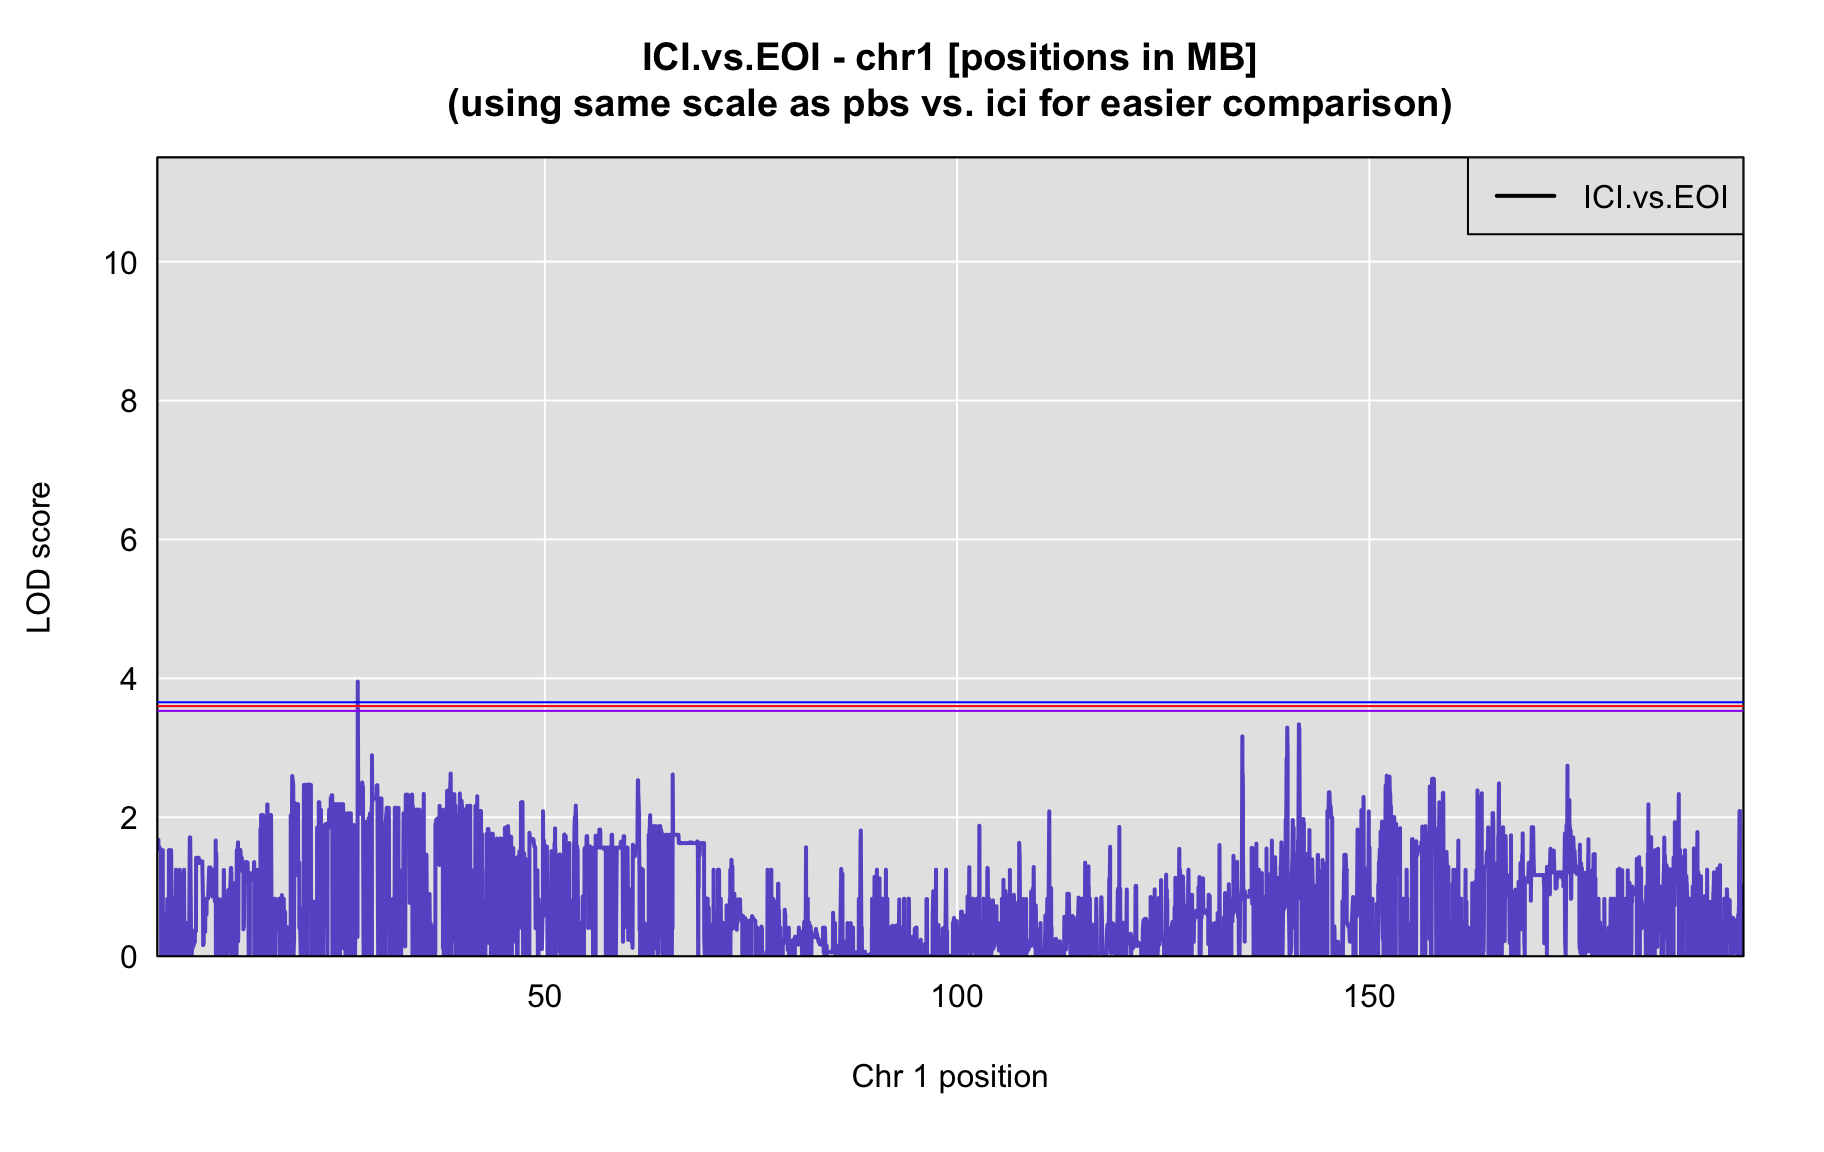 ICI.vs.EOI - chr1 [positions in MB]
(using same scale as pbs vs. ici for easier comparison)
ICI.vs.EOI
10
8
6
4
2
0
LOD score
50
100
150
Chr 1 position